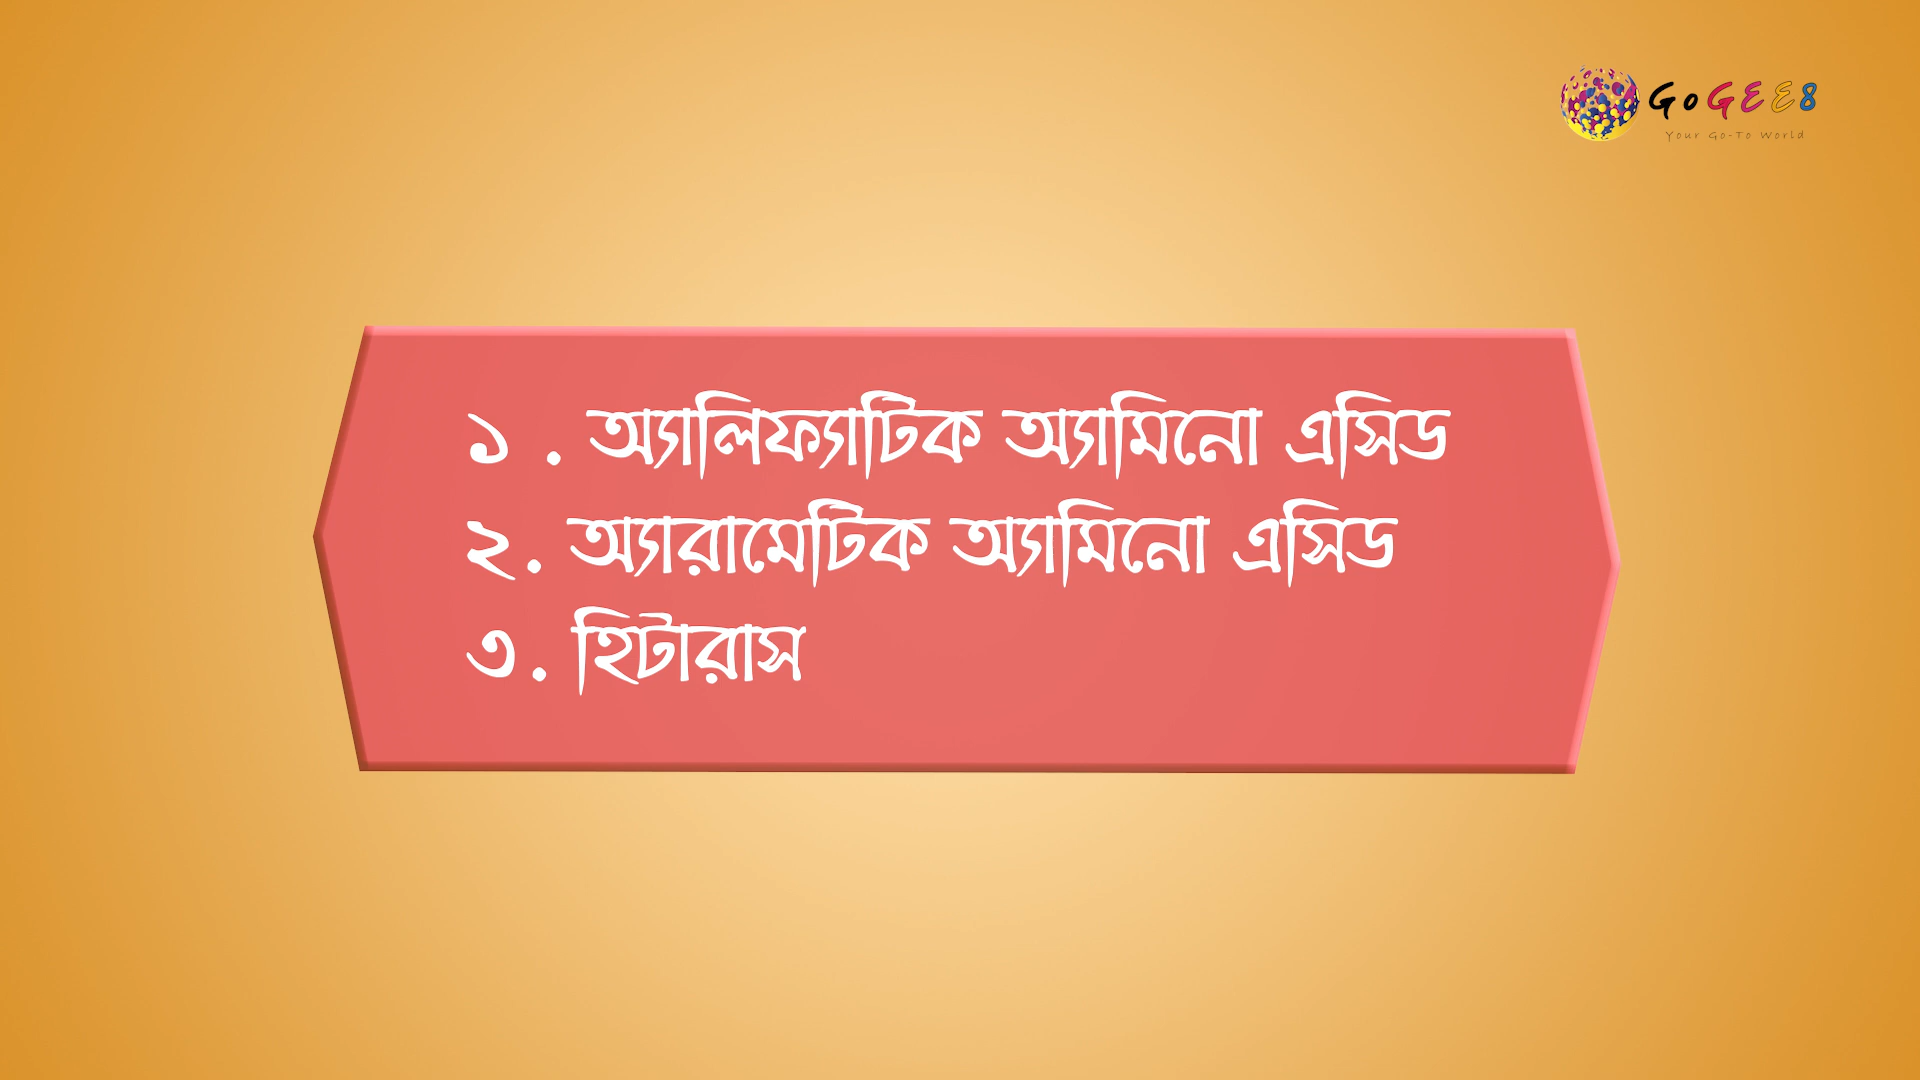 GoGEE8
Your Go-To World
১ . অ্যালিফ্যাটিক অ্যামিনো এসিড
২. অ্যারামেটিক অ্যামিনো এসিড
৩. হিটারাস